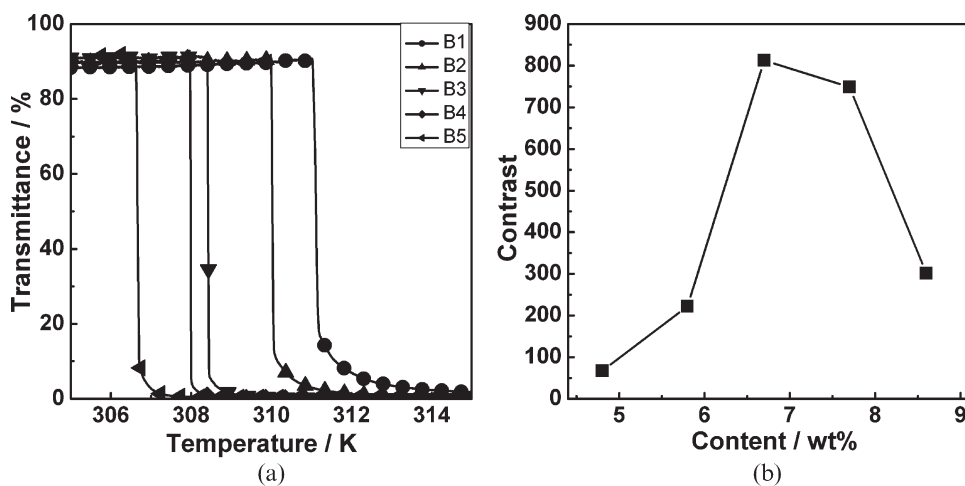 100
80
60
40
20
0
Transmittance / %
B1
B2
B3
B4
B5
306 308 310 312 314
Temperature / K
(a)
900
800
700
600
500
400
300
200
100
0
Contrast
5 6 7 8 9
Content / wt%
(b)